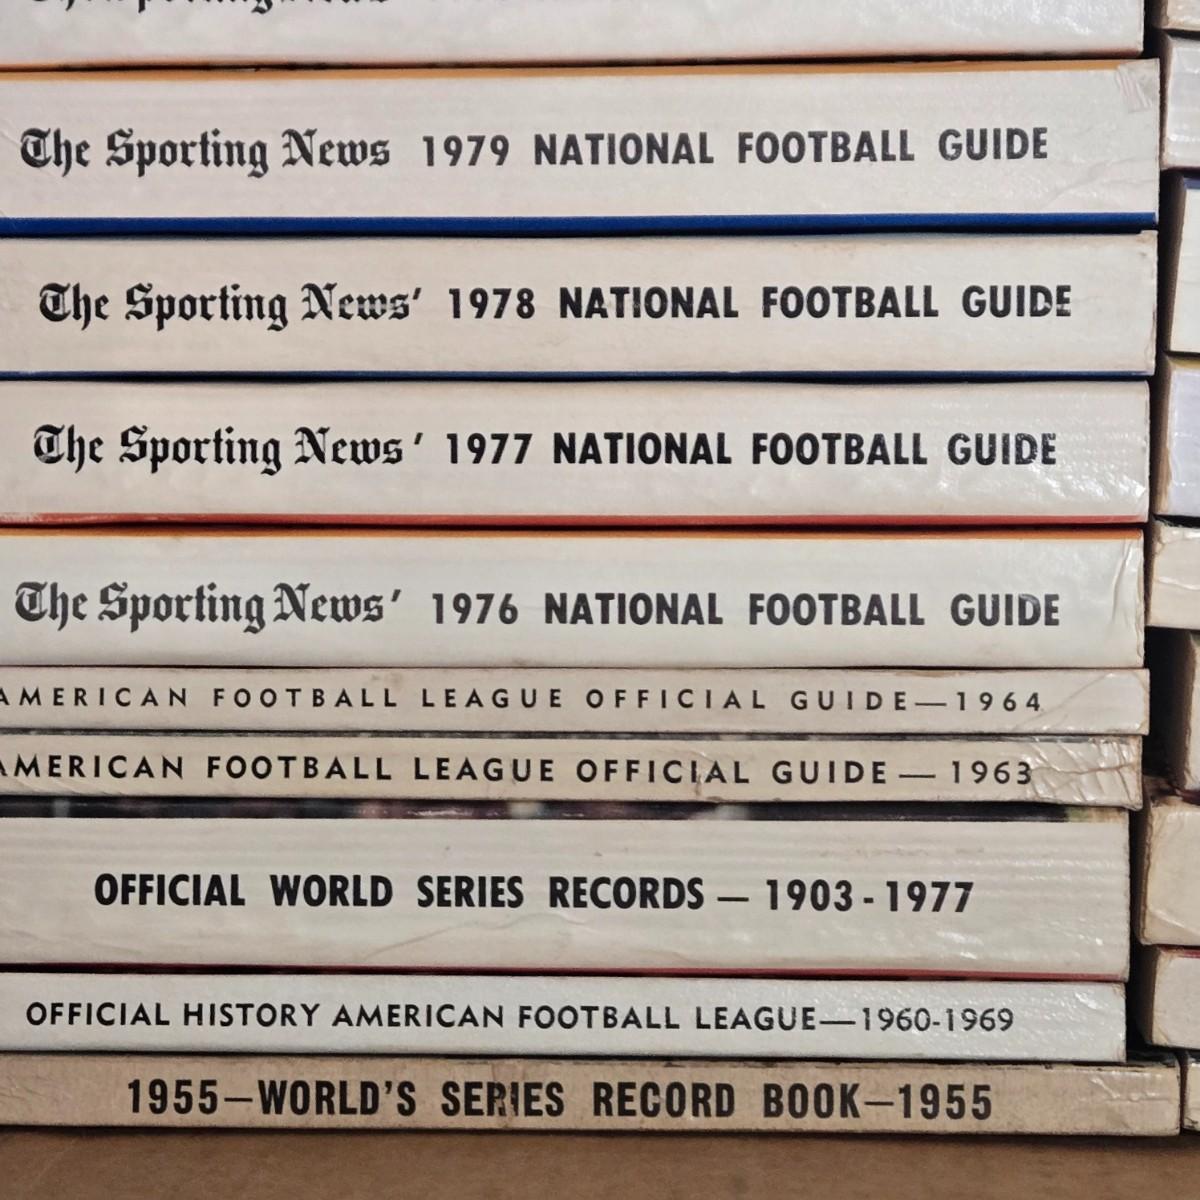 The Sporting News
The Sporting News 1979 NATIONAL FOOTBALL GUIDE
The Sporting News' 1978 NATIONAL FOOTBALL GUIDE
The Sporting News' 1977 NATIONAL FOOTBALL GUIDE
The Sporting News' 1976 NATIONAL FOOTBALL GUIDE
AMERICAN FOOTBALL LEAGUE OFFICIAL GUIDE—1964
AMERICAN FOOTBALL LEAGUE OFFICIAL GUIDE — 1963
OFFICIAL WORLD SERIES RECORDS — 1903-1977
OFFICIAL HISTORY AMERICAN FOOTBALL LEAGUE—1960-1969
1955—WORLD'S SERIES RECORD BOOK—1955